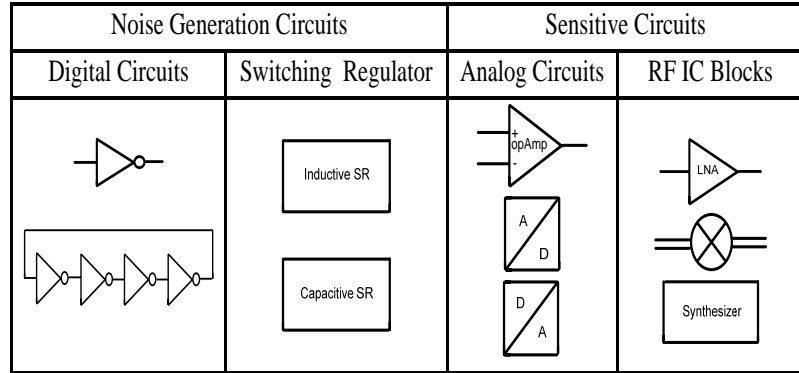 Noise Generation Circuits
Sensitive Circuits
Digital Circuits
Switching Regulator
Analog Circuits
RF IC Blocks
Inductive SR
Capacitive SR
+
opAmp
-
A
D
D
A
LNA
Synthesizer